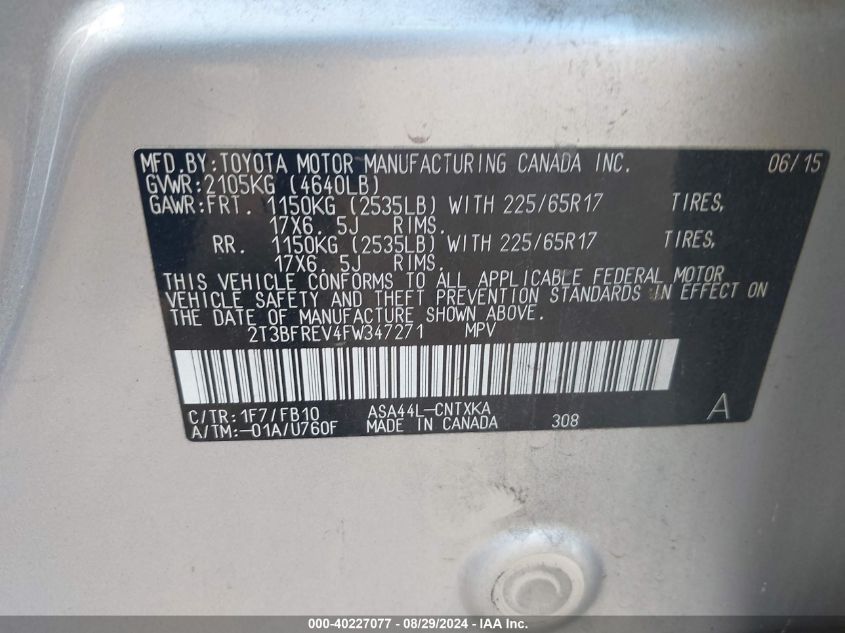 MFD.BY:TOYOTA MOTOR MANUFACTURING CANADA INC. 06/15
GVWR:2105KG (4640LB)
GAWR:FRT. 1150KG (2535LB) WITH 225/65R17 TIRES,
17X6.5J RIMS.
RR. 1150KG (2535LB) WITH 225/65R17 TIRES,
17X6.5J RIMS.
THIS VEHICLE CONFORMS TO ALL APPLICABLE FEDERAL MOTOR
VEHICLE SAFETY AND THEFT PREVENTION STANDARDS IN EFFECT ON
THE DATE OF MANUFACTURE SHOWN ABOVE.
2T3BFREV4FW347271 MPV
C/TR:1F7/FB10 ASA44L-CNTXKA
A/TM:-01A/U760F MADE IN CANADA 308 A
000-40227077 - 08/29/2024 - IAA Inc.